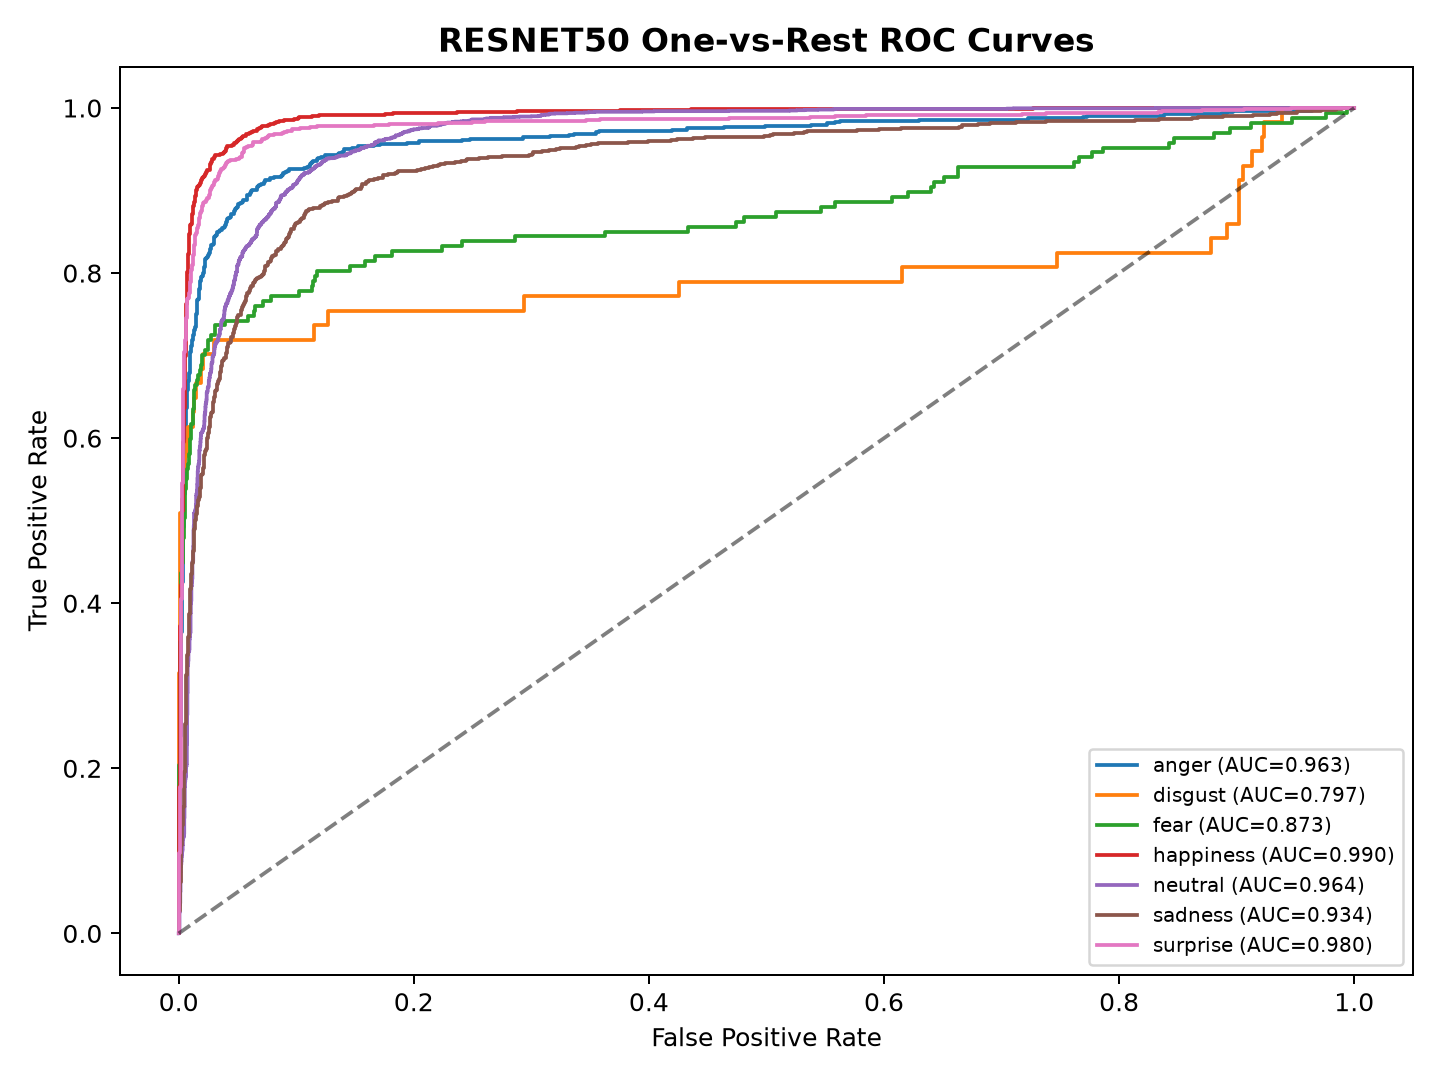 RESNET50 One-vs-Rest ROC Curves
True Positive Rate
1.0
0.8
0.6
0.4
0.2
0.0
anger (AUC=0.963)
disgust (AUC=0.797)
fear (AUC=0.873)
happiness (AUC=0.990)
neutral (AUC=0.964)
sadness (AUC=0.934)
surprise (AUC=0.980)
0.0 0.2 0.4 0.6 0.8 1.0
False Positive Rate